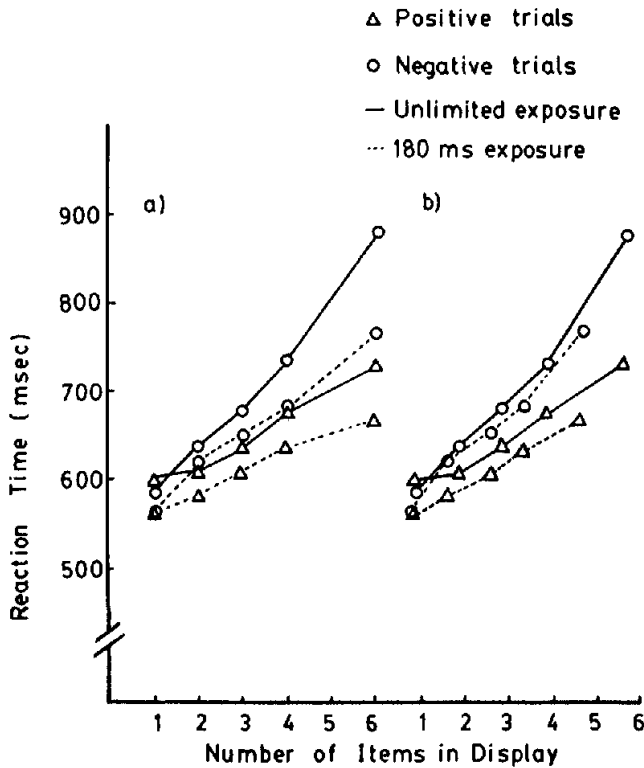 Positive trials
Negative trials
Unlimited exposure
180 ms exposure
a)
b)
900
800
700
600
500
Reaction Time (msec)
1 2 3 4 6 1 2 3 4 5 6
Number of Items in Display